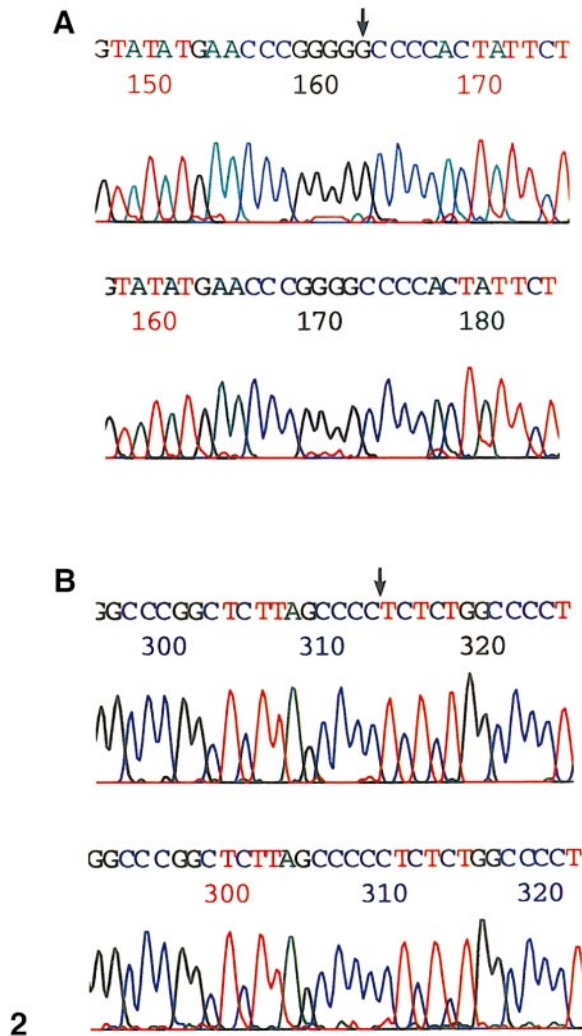 A
GTATATGAACCCGGGGGCCCCACTATTCT
150 160 170
GTATATGAACCCGGGGCCCCACTATTCT
160 170 180
B
GGCCCGGCTCTTAGCCCCTCTCTGGCCCCT
300 310 320
GGCCCGGCTCTTAGCCCCCTCTCTGGCCCCT
300 310 320
2